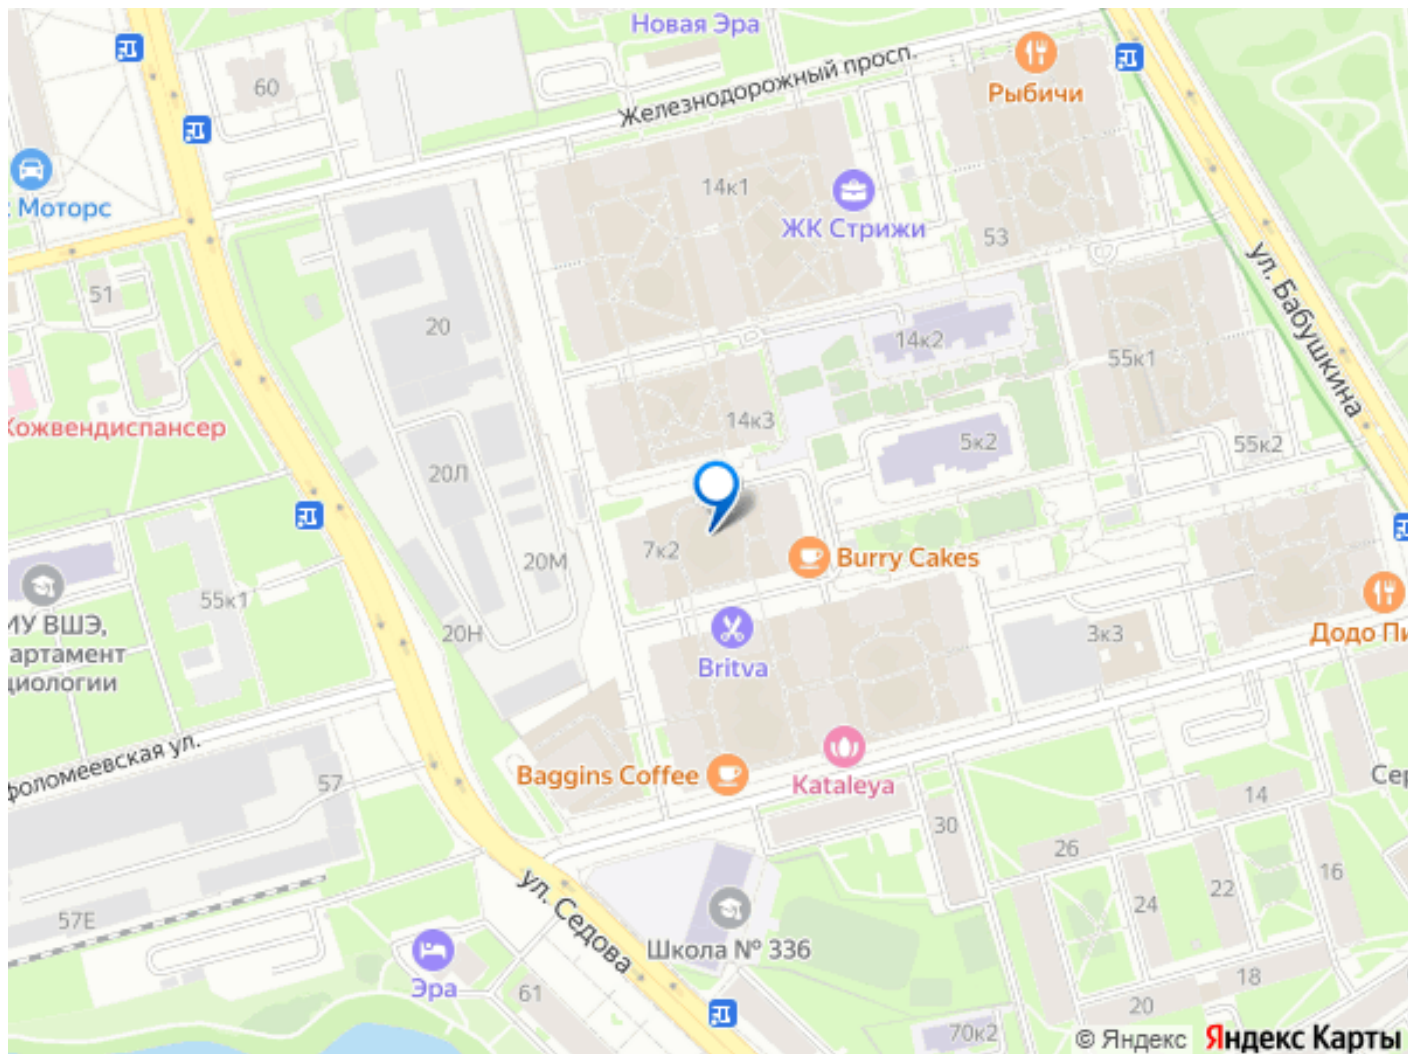 Новая Эра
60
Железнодорожный просп.
Рыбичи
Моторс
14к1
ЖК Стрижи
53
51
20
14к2
ул. Бабушкина
55к1
Кожвендиспансер
14к3
5к2
55к2
20Л
7к2
20М
Burry Cakes
55к1
ИУ ВШЭ,
артамент
циологии
20Н
Britva
3к3
Додо Пи
фоломеевская ул.
57
Baggins Coffee
Kataleya
Сер
14
30
26
16
22
24
ул. Седова
57Е
Школа № 336
Эра
61
18
20
70к2
© Яндекс Яндекс Карты